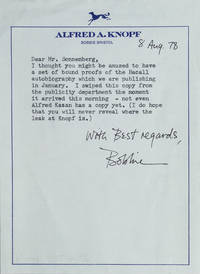 ALFRED A. KNOPF
BOBBIE BRISTOL
8 Aug. 78
Dear Mr. Sonnenberg,
I thought you might be amused to have
a set of bound proofs of the Bacall
autobiography which we are publishing
in January. I swiped this copy from
the publicity department the moment
it arrived this morning - not even
Alfred Kazan has a copy yet. (I do hope
that you will never reveal where the
leak at Knopf is.)
With Best regards,
Bobbie